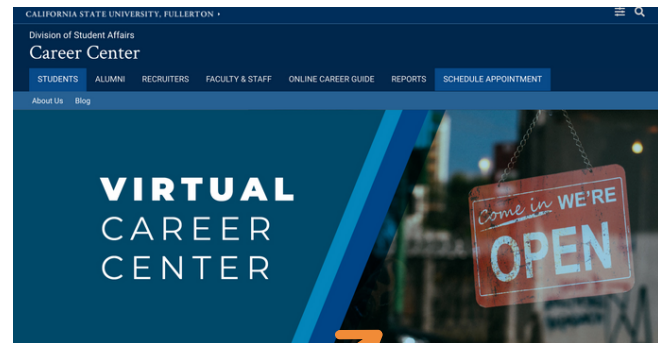 CALIFORNIA STATE UNIVERSITY, FULLERTON
Division of Student Affairs
Career Center
STUDENTS ALUMNI RECRUITERS FACULTY & STAFF ONLINE CAREER GUIDE REPORTS SCHEDULE APPOINTMENT
About Us Blog
VIRTUAL
CAREER
CENTER
come in WE'RE
OPEN